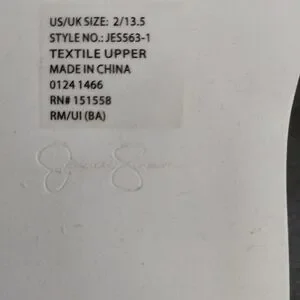 US/UK SIZE: 2/13.5
STYLE NO.: JES563-1
TEXTILE UPPER
MADE IN CHINA
0124 1466
RN# 151558
RM/UI (BA)